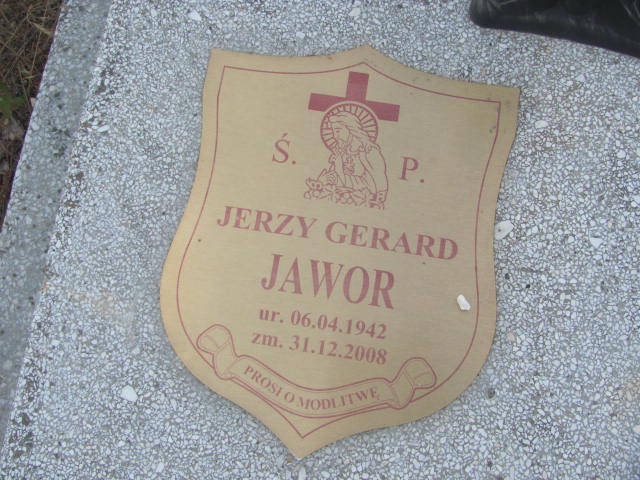 Ś. P.
JERZY GERARD
JAWOR
ur. 06.04.1942
zm. 31.12.2008
PROSI O MODLITWĘ